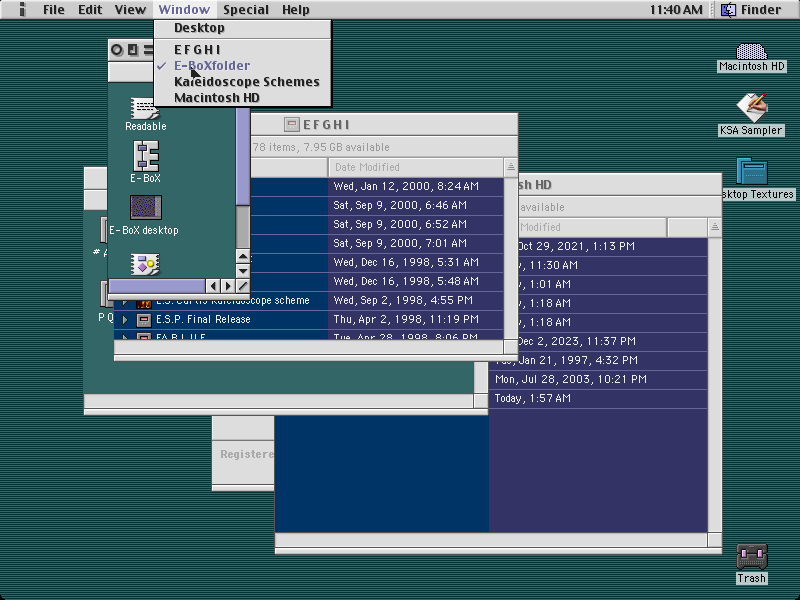 File Edit View Window Special Help 11:40 AM Finder
Desktop
E F G H I
✓ E-BoXfolder
Kaleidoscope Schemes
Macintosh HD
Macintosh HD
KSA Sampler
sktop Textures
Trash
Readable
E-BoX
E-BoX desktop
E F G H I
78 items, 7.95 GB available
Date Modified
Wed, Jan 12, 2000, 8:24 AM
Sat, Sep 9, 2000, 6:46 AM
Sat, Sep 9, 2000, 6:52 AM
Sat, Sep 9, 2000, 7:01 AM
Wed, Dec 16, 1998, 5:31 AM
Wed, Dec 16, 1998, 5:48 AM
E.S. Curtis Kaleidoscope scheme Wed, Sep 2, 1998, 4:55 PM
E.S.P. Final Release Thu, Apr 2, 1998, 11:19 PM
FABLUE Tue, Apr 28, 1998, 8:06 PM
# A
P Q
sh HD
available
Modified
Oct 29, 2021, 1:13 PM
y, 11:30 AM
y, 1:01 AM
y, 1:18 AM
y, 1:18 AM
Dec 2, 2023, 11:37 PM
Tue, Jan 21, 1997, 4:32 PM
Mon, Jul 28, 2003, 10:21 PM
Today, 1:57 AM
Registere